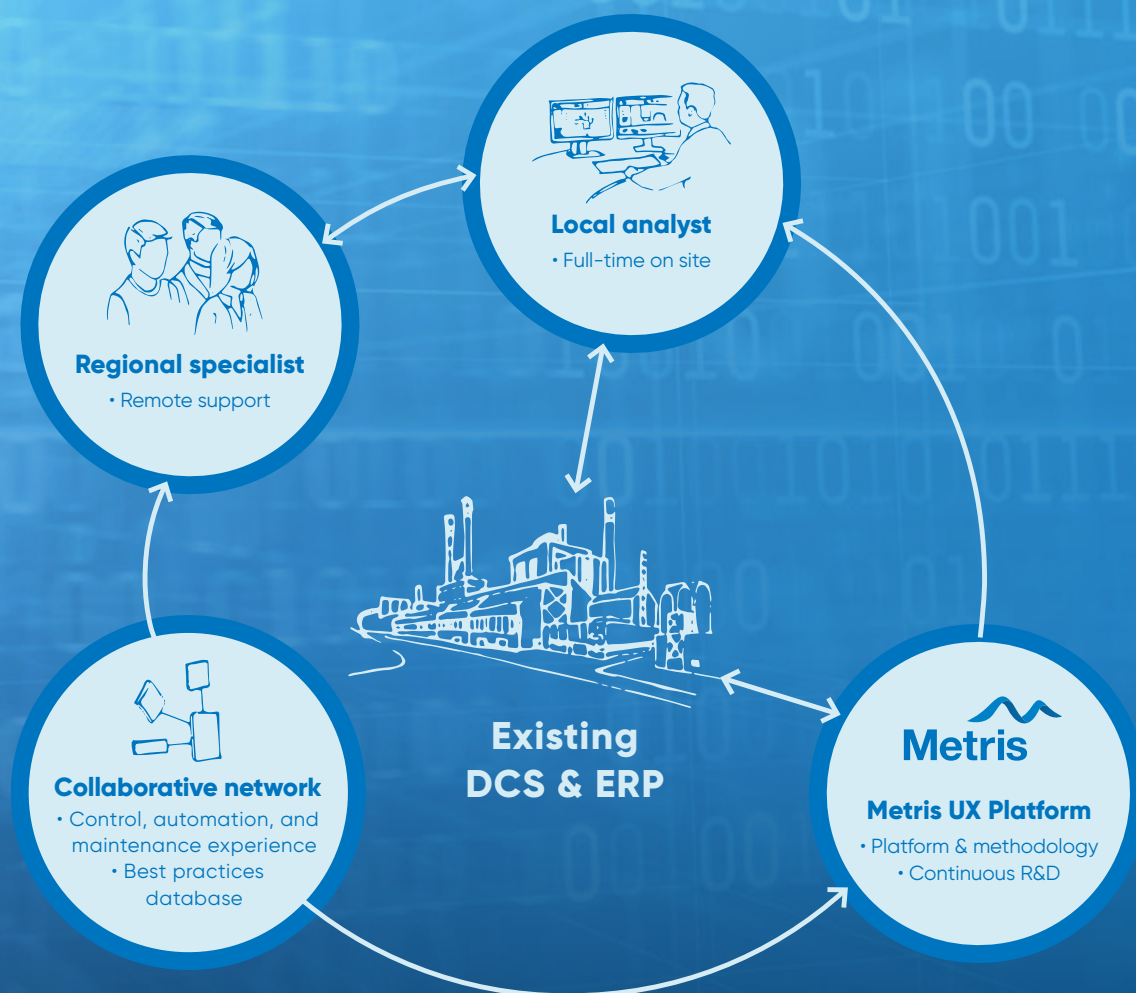 Local analyst
• Full-time on site
Regional specialist
• Remote support
Existing
DCS & ERP
Collaborative network
• Control, automation, and
maintenance experience
• Best practices
database
Metris
Metris UX Platform
• Platform & methodology
• Continuous R&D